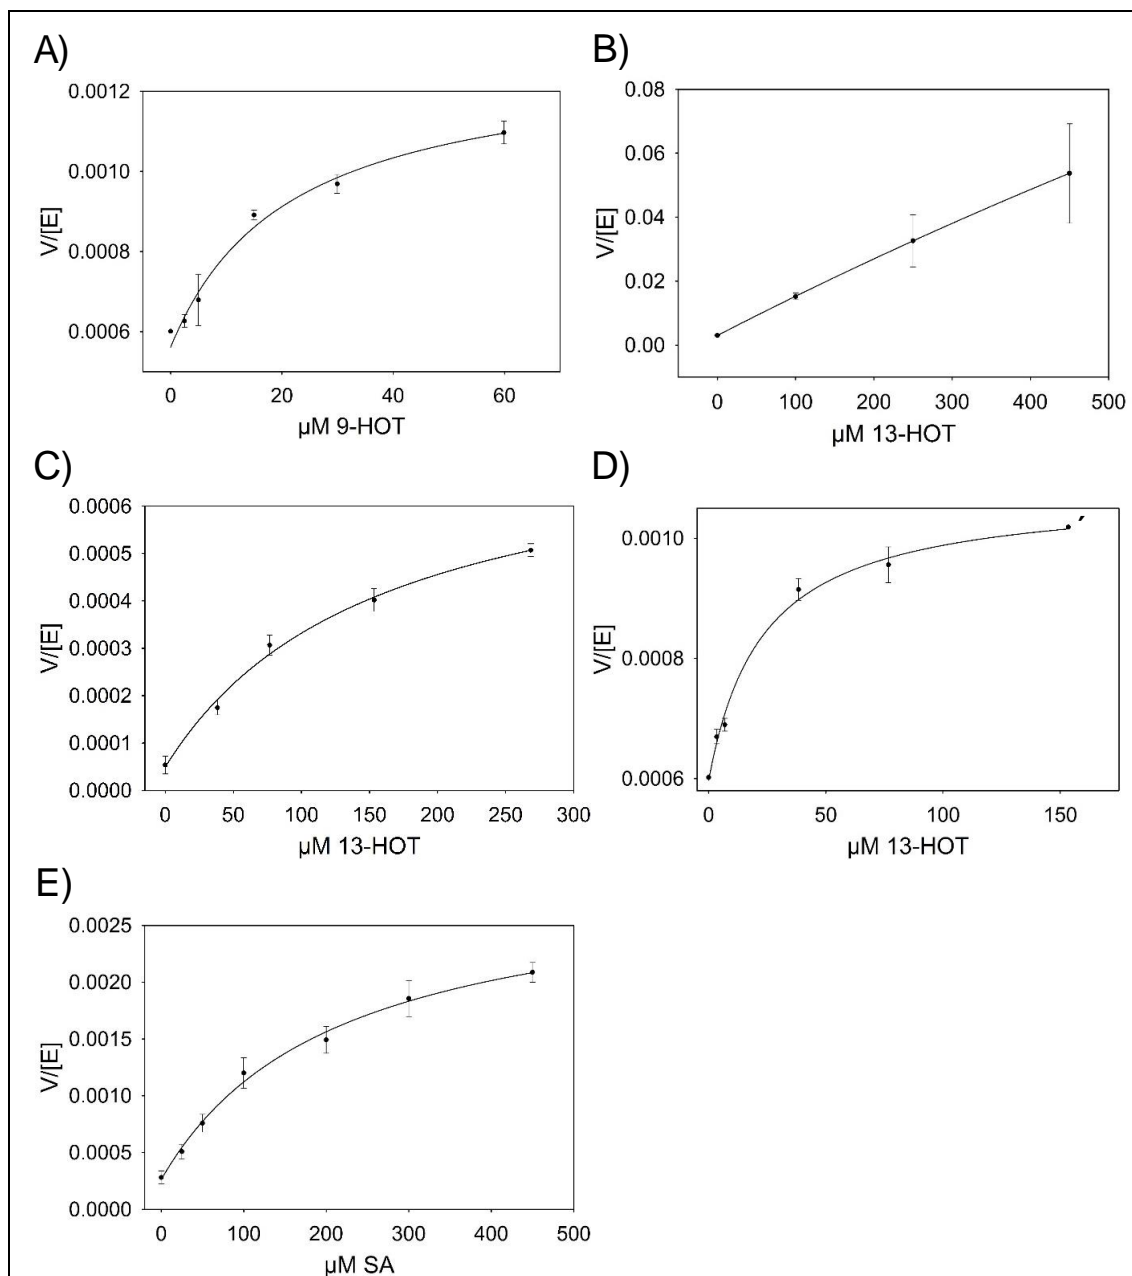 A)
0.0012
0.0010
0.0008
0.0006
V/[E]
0 20 40 60
µM 9-HOT
B)
0.08
0.06
0.04
0.02
0.00
V/[E]
0 100 200 300 400 500
µM 13-HOT
C)
0.0006
0.0005
0.0004
0.0003
0.0002
0.0001
0.0000
V/[E]
0 50 100 150 200 250 300
µM 13-HOT
D)
0.0010
0.0008
0.0006
V/[E]
0 50 100 150
µM 13-HOT
E)
0.0025
0.0020
0.0015
0.0010
0.0005
0.0000
V/[E]
0 100 200 300 400 500
µM SA